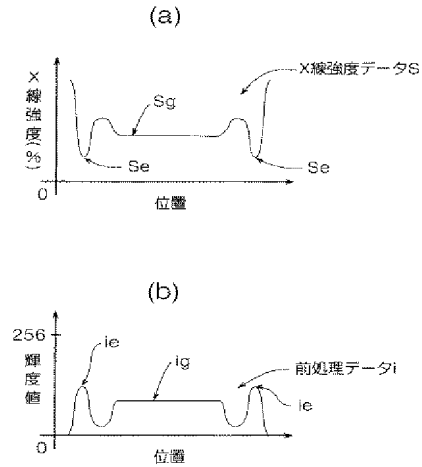 (a)
X線強度データS
X線強度(%)
Sg
Se
Se
0
位置
(b)
256
ie
ig
前処理データi
ie
輝度値
0
位置